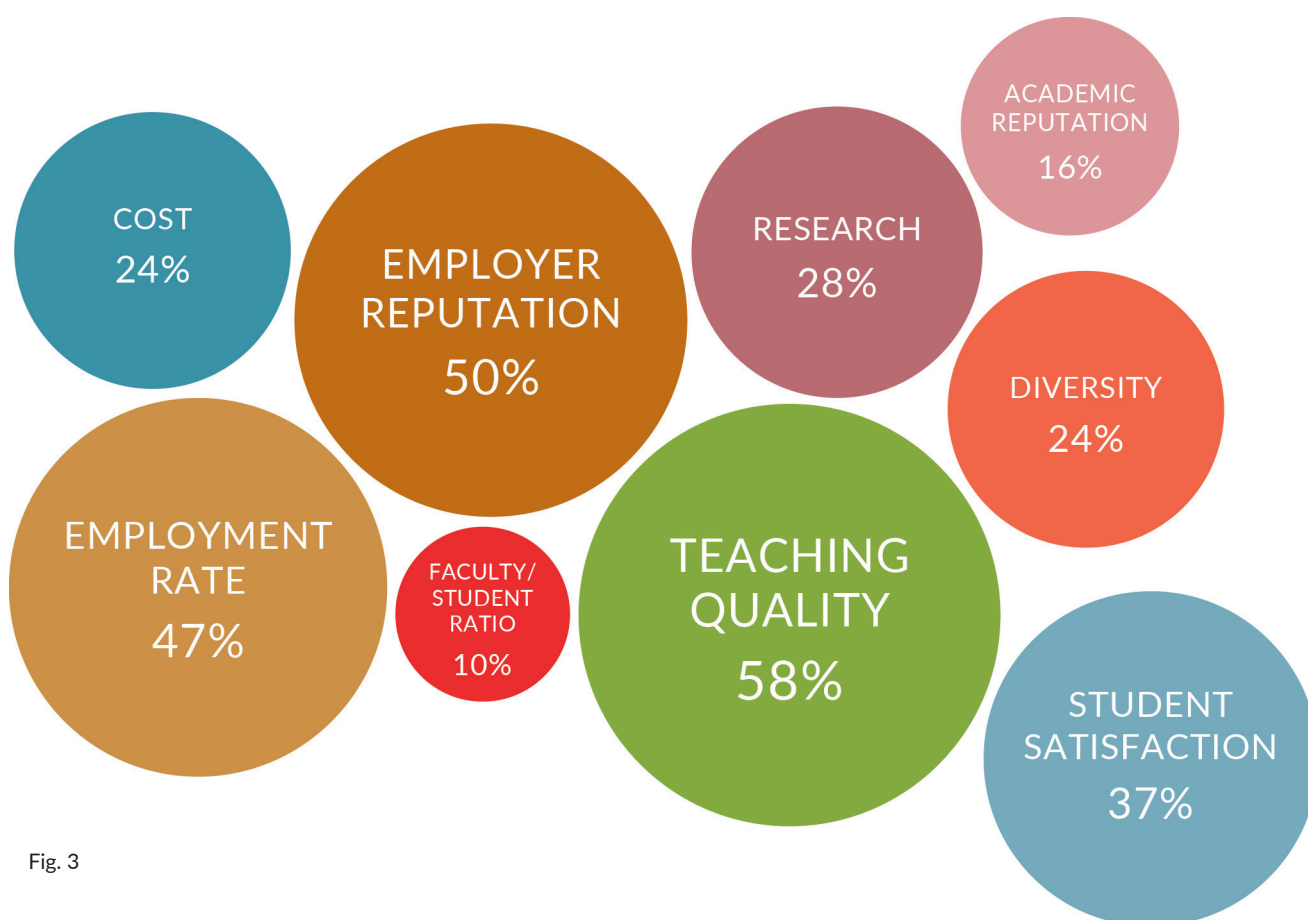 COST
24%
EMPLOYER
REPUTATION
50%
RESEARCH
28%
ACADEMIC
REPUTATION
16%
DIVERSITY
24%
EMPLOYMENT
RATE
47%
FACULTY/
STUDENT
RATIO
10%
TEACHING
QUALITY
58%
STUDENT
SATISFACTION
37%
Fig. 3